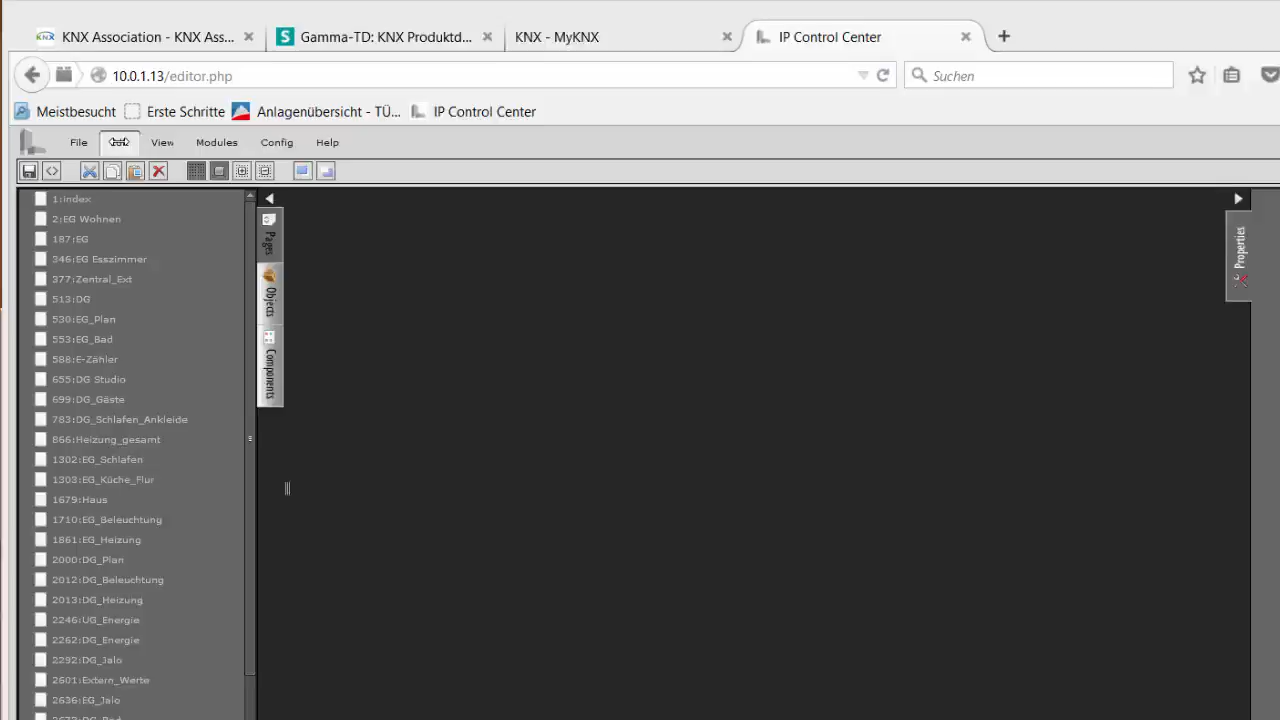 KNX Association - KNX Ass...
Gamma-TD: KNX Produktd...
KNX - MyKNX
IP Control Center
10.0.1.13/editor.php
Suchen
Meistbesucht
Erste Schritte
Anlagenübersicht - TÜ...
IP Control Center
File
View
Modules
Config
Help
1:index
2:EG Wohnen
187:EG
346:EG Esszimmer
377:Zentral_Ext
513:DG
530:EG_Plan
553:EG_Bad
588:E-Zähler
655:DG Studio
699:DG_Gäste
783:DG_Schlafen_Ankleide
866:Heizung_gesamt
1302:EG_Schlafen
1303:EG_Küche_Flur
1679:Haus
1710:EG_Beleuchtung
1861:EG_Heizung
2000:DG_Plan
2012:DG_Beleuchtung
2013:DG_Heizung
2246:UG_Energie
2262:DG_Energie
2292:DG_Jalo
2601:Extern_Werte
2636:EG_Jalo
Pages
Objects
Components
Properties